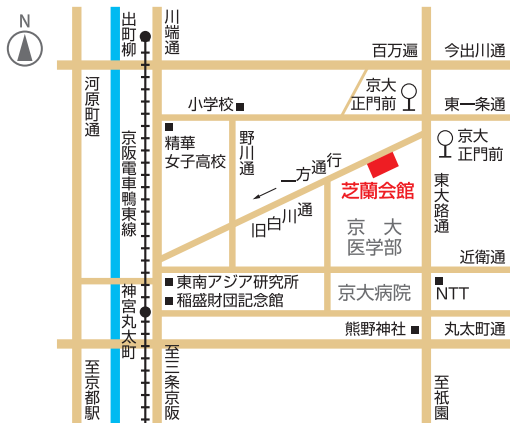 N
出町柳
川端通
百万遍
今出川通
河原町通
小学校
京大
正門前
東一条通
精華
女子高校
野川通
京阪電車鴨東線
一方通行
旧白川通
芝蘭会館
京大
正門前
東大路通
京　大
医学部
近衛通
東南アジア研究所
稲盛財団記念館
京大病院
NTT
神宮丸太町
熊野神社
丸太町通
至京都駅
至三条京阪
至祇園